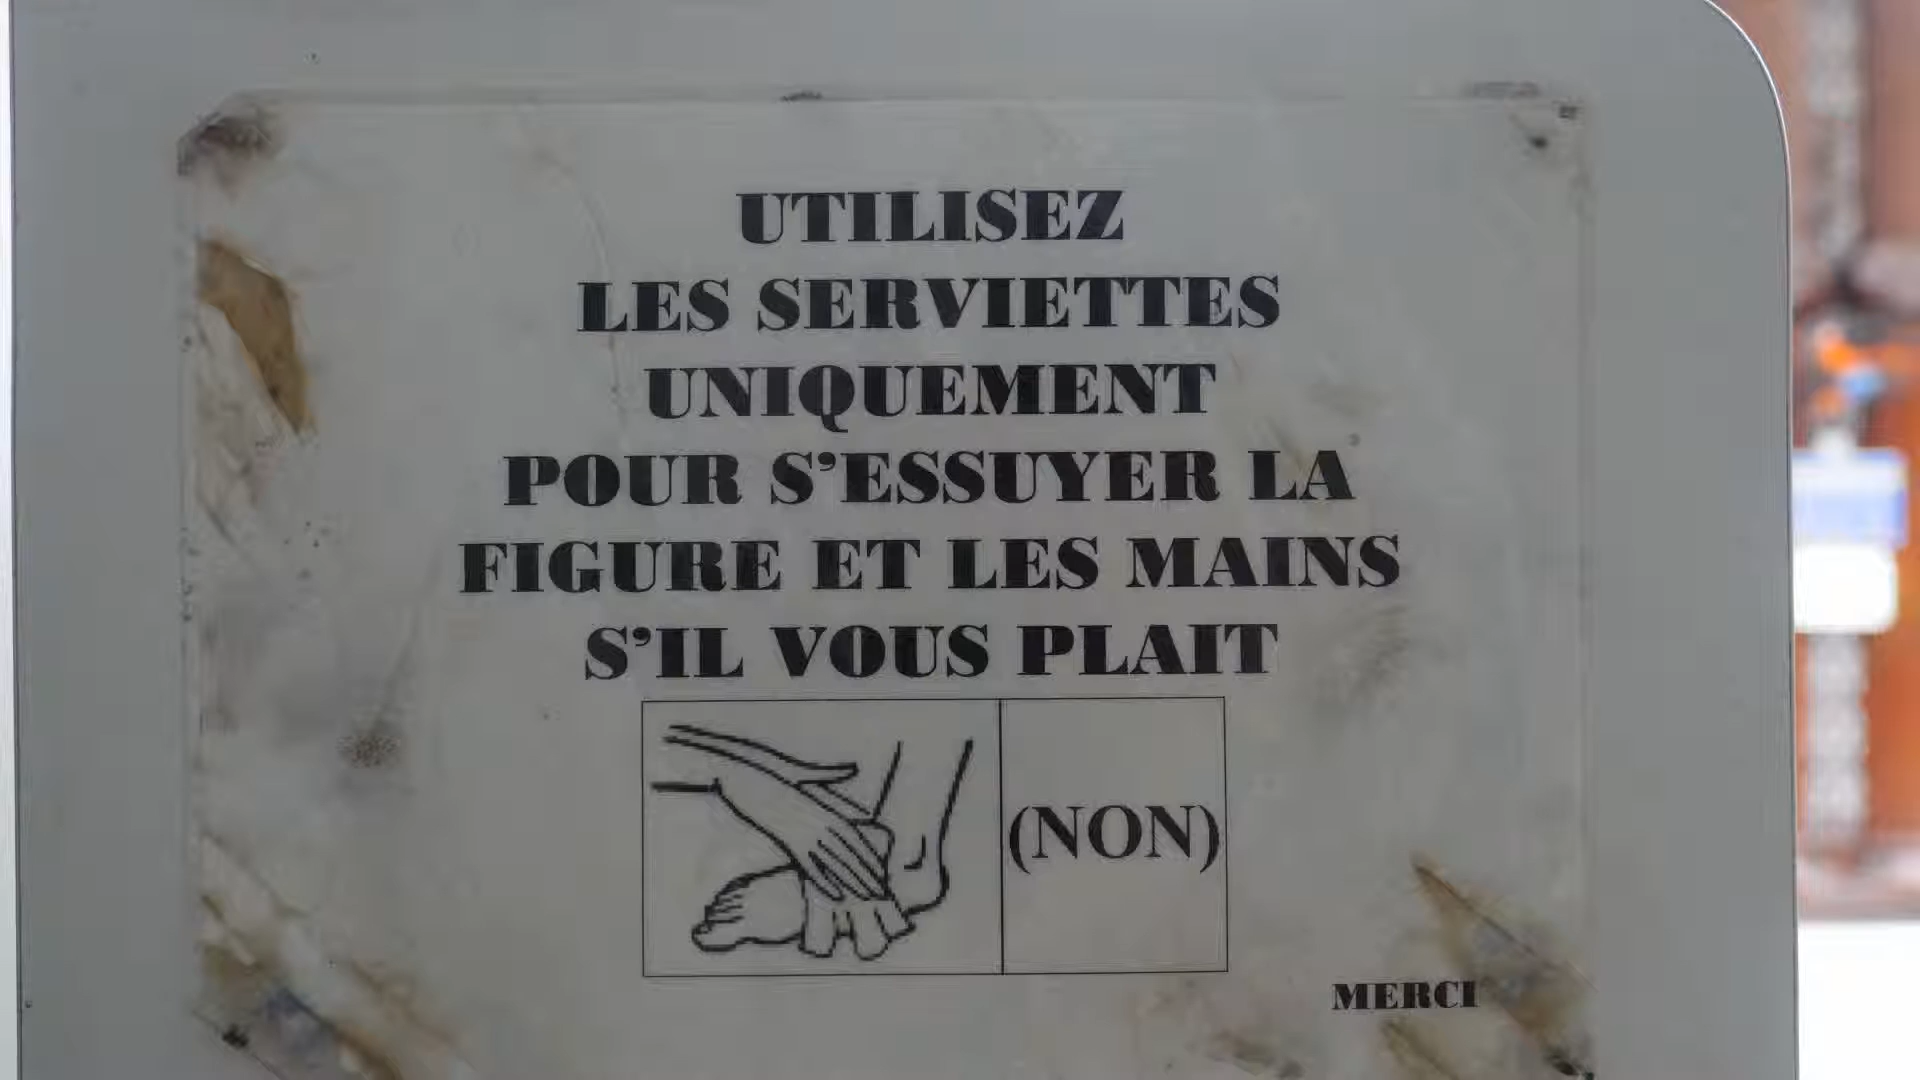 UTILISEZ
LES SERVIETTES
UNIQUEMENT
POUR S'ESSUYER LA
FIGURE ET LES MAINS
S'IL VOUS PLAIT
(NON)
MERCI